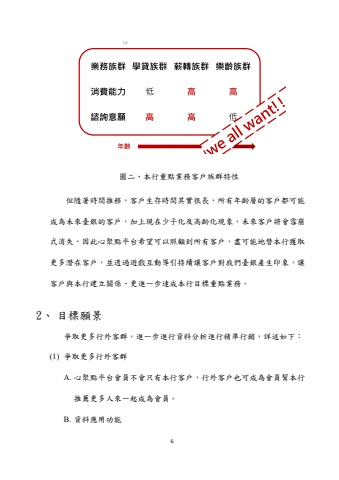 業務族群 學貸族群 薪轉族群 樂齡族群
消費能力 低 高 高
諮詢意願 高 高 低
we all want!!
年齡
圖二、本行重點業務客戶族群特性
但隨著時間推移，客戶生存時間其實很長，所有年齡層的客戶都可能
成為未來臺銀的客戶，加上現在少子化及高齡化現象，未來客戶將會雪崩
式消失，因此心聚點平台希望可以照顧到所有客戶，盡可能地替本行獲取
更多潛在客戶，並透過遊戲互動等引持續讓客戶對我們臺銀產生印象，讓
客戶與本行建立關係、更進一步達成本行目標重點業務。
2、 目標願景
爭取更多行外客群，進一步進行資料分析進行精準行銷，詳述如下：
(1) 爭取更多行外客群
A. 心聚點平台會員不會只有本行客戶，行外客戶也可成為會員幫本行
推薦更多人來一起成為會員。
B. 資料應用功能
6